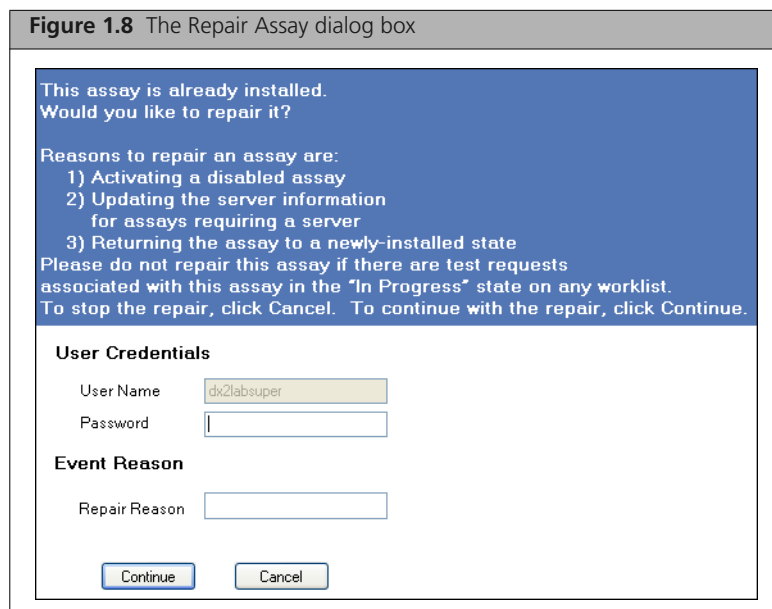 Figure 1.8 The Repair Assay dialog box
This assay is already installed.
Would you like to repair it?
Reasons to repair an assay are:
1) Activating a disabled assay
2) Updating the server information
for assays requiring a server
3) Returning the assay to a newly-installed state
Please do not repair this assay if there are test requests
associated with this assay in the "In Progress" state on any worklist.
To stop the repair, click Cancel. To continue with the repair, click Continue.
User Credentials
User Name dx2labsuper
Password
Event Reason
Repair Reason
Continue Cancel